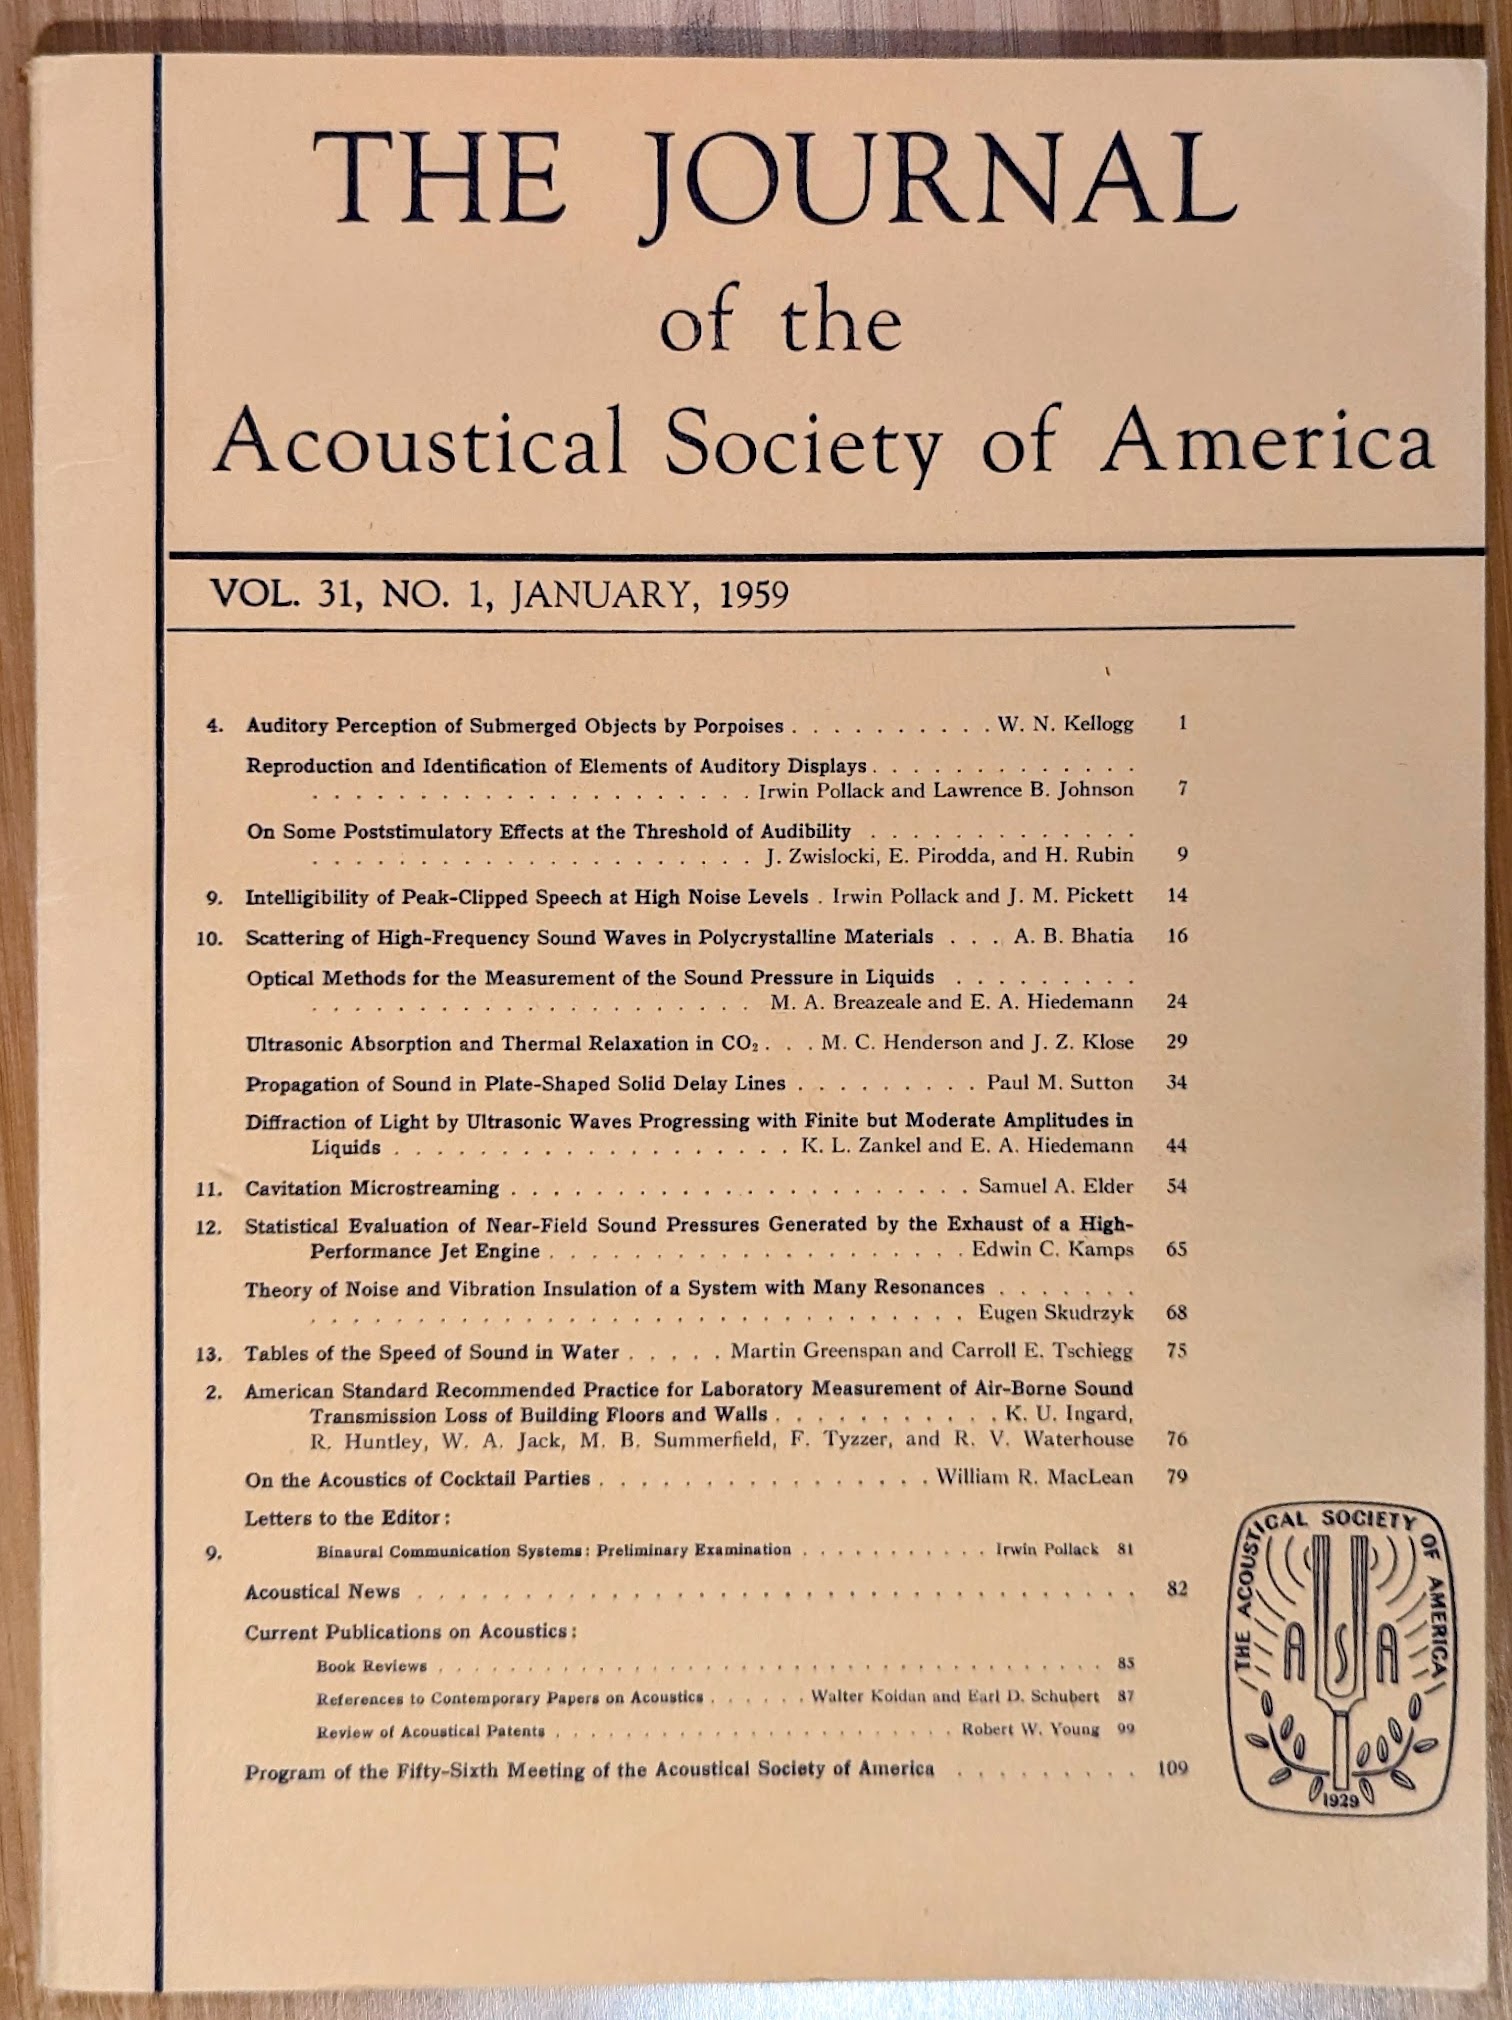 THE JOURNAL
of the
Acoustical Society of America
VOL. 31, NO. 1, JANUARY, 1959
4. Auditory Perception of Submerged Objects by Porpoises . . . . . . . . . . W. N. Kellogg 1
Reproduction and Identification of Elements of Auditory Displays . . . . . . . . . . . . .
. . . . . . . . . . . . . . . . . . . . . Irwin Pollack and Lawrence B. Johnson 7
On Some Poststimulatory Effects at the Threshold of Audibility . . . . . . . . . . . . .
. . . . . . . . . . . . . . . . . . . . . J. Zwislocki, E. Pirodda, and H. Rubin 9
9. Intelligibility of Peak-Clipped Speech at High Noise Levels . Irwin Pollack and J. M. Pickett 14
10. Scattering of High-Frequency Sound Waves in Polycrystalline Materials . . . A. B. Bhatia 16
Optical Methods for the Measurement of the Sound Pressure in Liquids . . . . . . . . .
. . . . . . . . . . . . . . . . . . . . . M. A. Breazeale and E. A. Hiedemann 24
Ultrasonic Absorption and Thermal Relaxation in CO₂ . . . M. C. Henderson and J. Z. Klose 29
Propagation of Sound in Plate-Shaped Solid Delay Lines . . . . . . . . . Paul M. Sutton 34
Diffraction of Light by Ultrasonic Waves Progressing with Finite but Moderate Amplitudes in
Liquids . . . . . . . . . . . . . . . . . . . K. L. Zankel and E. A. Hiedemann 44
11. Cavitation Microstreaming . . . . . . . . . . . . . . . . . . . . . . Samuel A. Elder 54
12. Statistical Evaluation of Near-Field Sound Pressures Generated by the Exhaust of a High-
Performance Jet Engine . . . . . . . . . . . . . . . . . . . . Edwin C. Kamps 65
Theory of Noise and Vibration Insulation of a System with Many Resonances . . . . . . .
. . . . . . . . . . . . . . . . . . . . . . . . . . . . . . . Eugen Skudrzyk 68
13. Tables of the Speed of Sound in Water . . . . . Martin Greenspan and Carroll E. Tschiegg 75
2. American Standard Recommended Practice for Laboratory Measurement of Air-Borne Sound
Transmission Loss of Building Floors and Walls . . . . . . . . . . . K. U. Ingard,
R. Huntley, W. A. Jack, M. B. Summerfield, F. Tyzzer, and R. V. Waterhouse 76
On the Acoustics of Cocktail Parties . . . . . . . . . . . . . . . . William R. MacLean 79
Letters to the Editor:
9. Binaural Communication Systems: Preliminary Examination . . . . . . . . . . . Irwin Pollack 81
Acoustical News . . . . . . . . . . . . . . . . . . . . . . . . . . 82
Current Publications on Acoustics:
Book Reviews . . . . . . . . . . . . . . . . . . . . . . . . . . . . . . . 85
References to Contemporary Papers on Acoustics . . . . . . Walter Koidan and Earl D. Schubert 87
Review of Acoustical Patents . . . . . . . . . . . . . . . . . . . . . . Robert W. Young 99
Program of the Fifty-Sixth Meeting of the Acoustical Society of America . . . . . . . . . 109
THE ACOUSTICAL SOCIETY OF AMERICA
ASA
1929